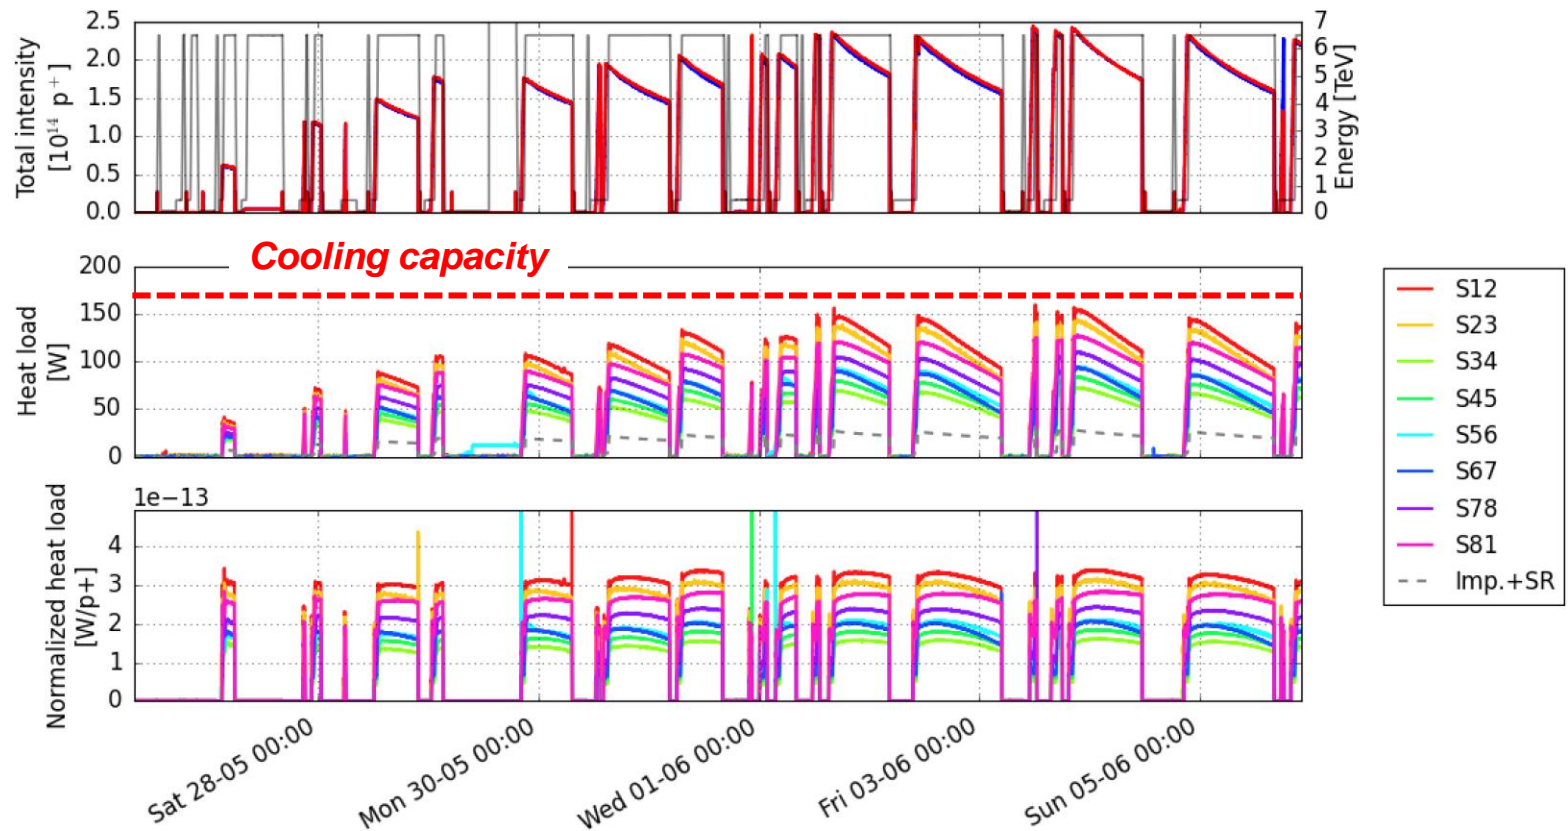 2.5
2.0
1.5
1.0
0.5
0.0
Total intensity
[10¹⁴ p⁺]
7
6
5
4
3
2
1
0
Energy [TeV]
Cooling capacity
200
150
100
50
0
Heat load
[W]
1e−13
4
3
2
1
0
Normalized heat load
[W/p+]
Sat 28-05 00:00
Mon 30-05 00:00
Wed 01-06 00:00
Fri 03-06 00:00
Sun 05-06 00:00
S12
S23
S34
S45
S56
S67
S78
S81
Imp.+SR